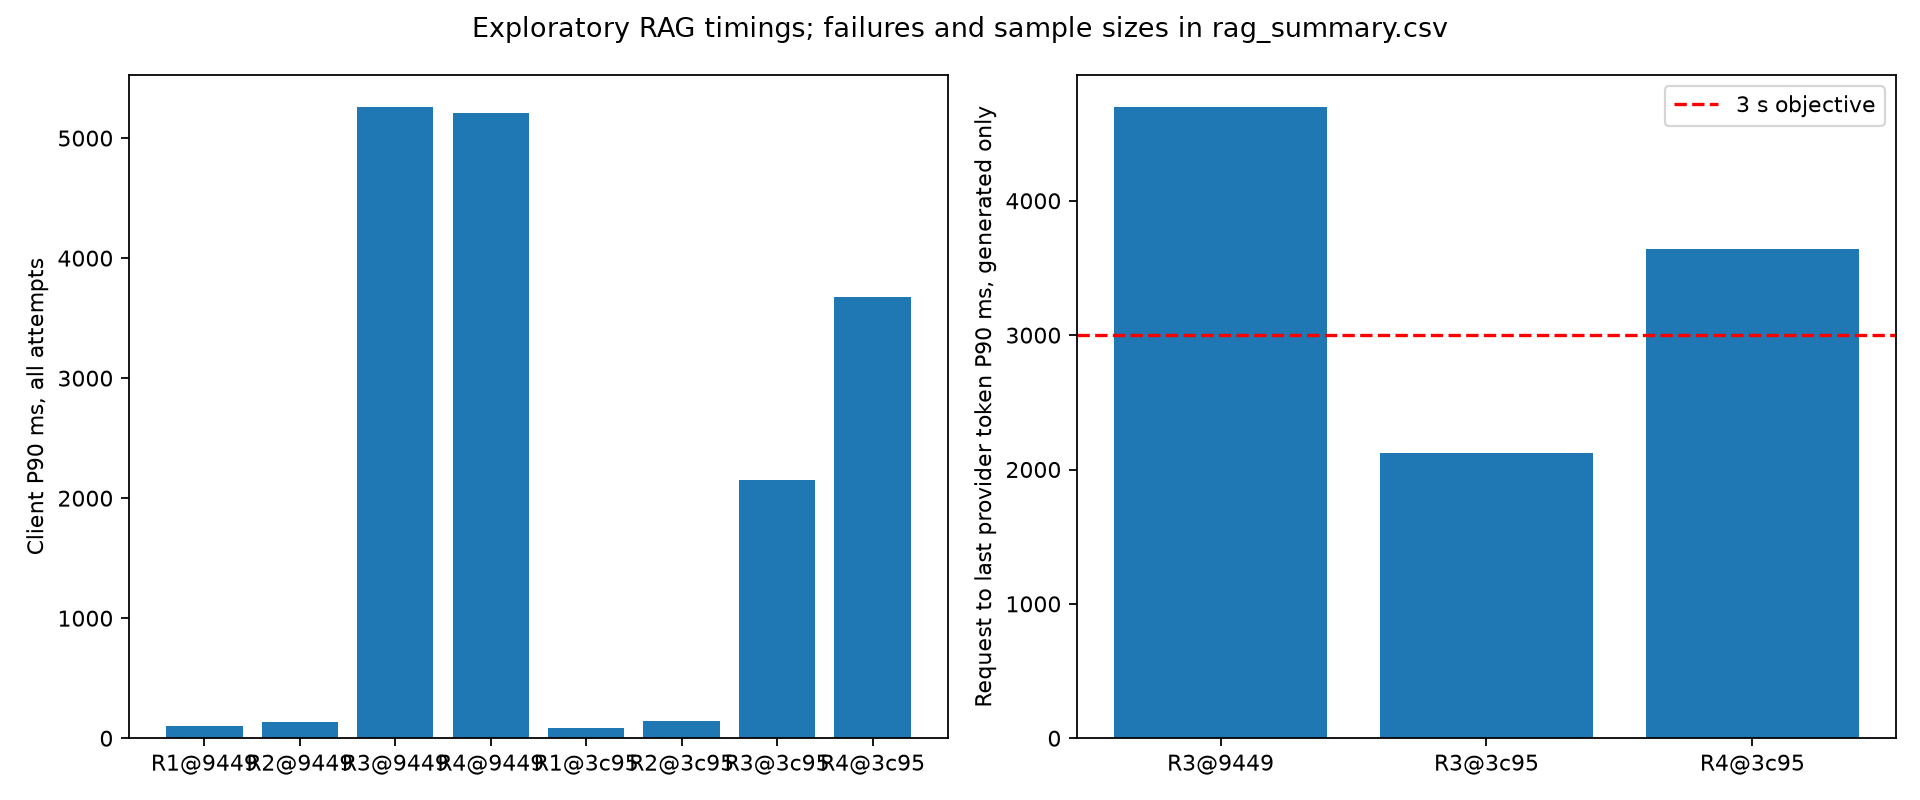 Exploratory RAG timings; failures and sample sizes in rag_summary.csv
Client P90 ms, all attempts
5000
4000
3000
2000
1000
0
R1@9449
R2@9449
R3@9449
R4@9449
R1@3c95
R2@3c95
R3@3c95
R4@3c95
Request to last provider token P90 ms, generated only
4000
3000
2000
1000
0
3 s objective
R3@9449
R3@3c95
R4@3c95